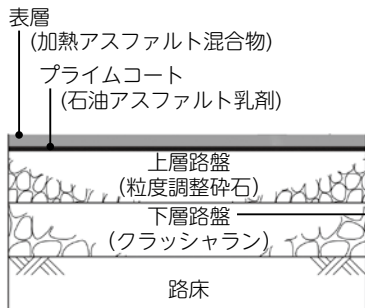 表層
(加熱アスファルト混合物)
プライムコート
(石油アスファルト乳剤)
上層路盤
(粒度調整砕石)
下層路盤
(クラッシャラン)
路床